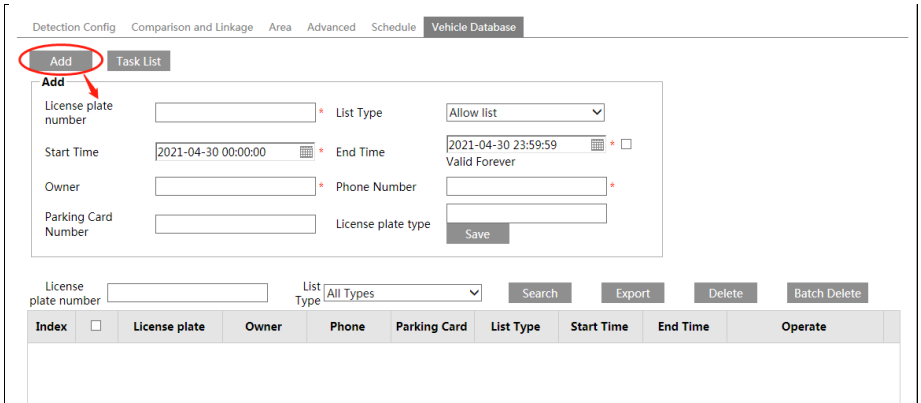 Detection Config Comparison and Linkage Area Advanced Schedule Vehicle Database
Add Task List
Add
License plate number * List Type Allow list
Start Time 2021-04-30 00:00:00 * End Time 2021-04-30 23:59:59 *
Valid Forever
Owner * Phone Number *
Parking Card Number License plate type
Save
License plate number List Type All Types Search Export Delete Batch Delete
Index License plate Owner Phone Parking Card List Type Start Time End Time Operate